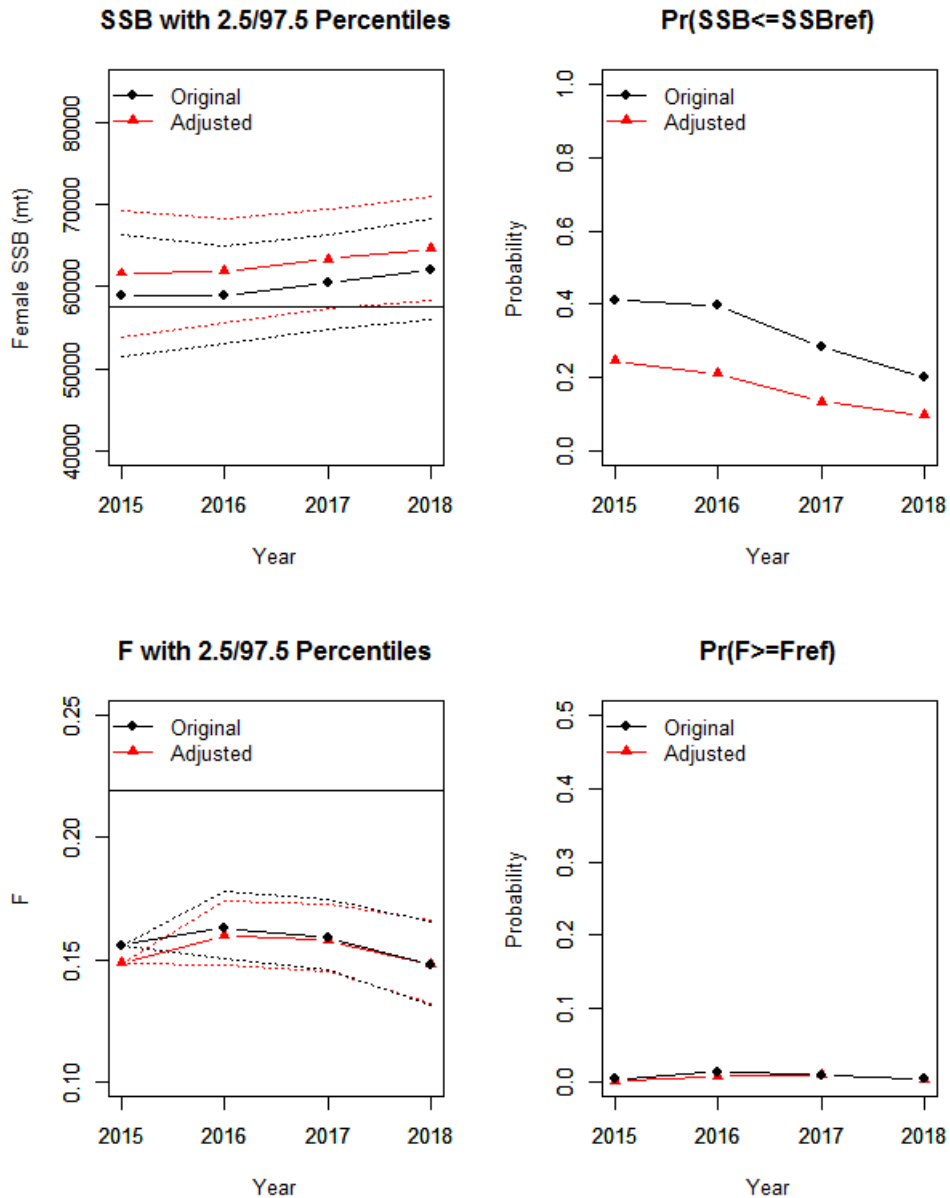 SSB with 2.5/97.5 Percentiles
Female SSB (mt)
80000
70000
60000
50000
40000
Original
Adjusted
2015 2016 2017 2018
Year
Pr(SSB<=SSBref)
Probability
1.0
0.8
0.6
0.4
0.2
0.0
Original
Adjusted
2015 2016 2017 2018
Year
F with 2.5/97.5 Percentiles
F
0.25
0.20
0.15
0.10
Original
Adjusted
2015 2016 2017 2018
Year
Pr(F>=Fref)
Probability
0.5
0.4
0.3
0.2
0.1
0.0
Original
Adjusted
2015 2016 2017 2018
Year